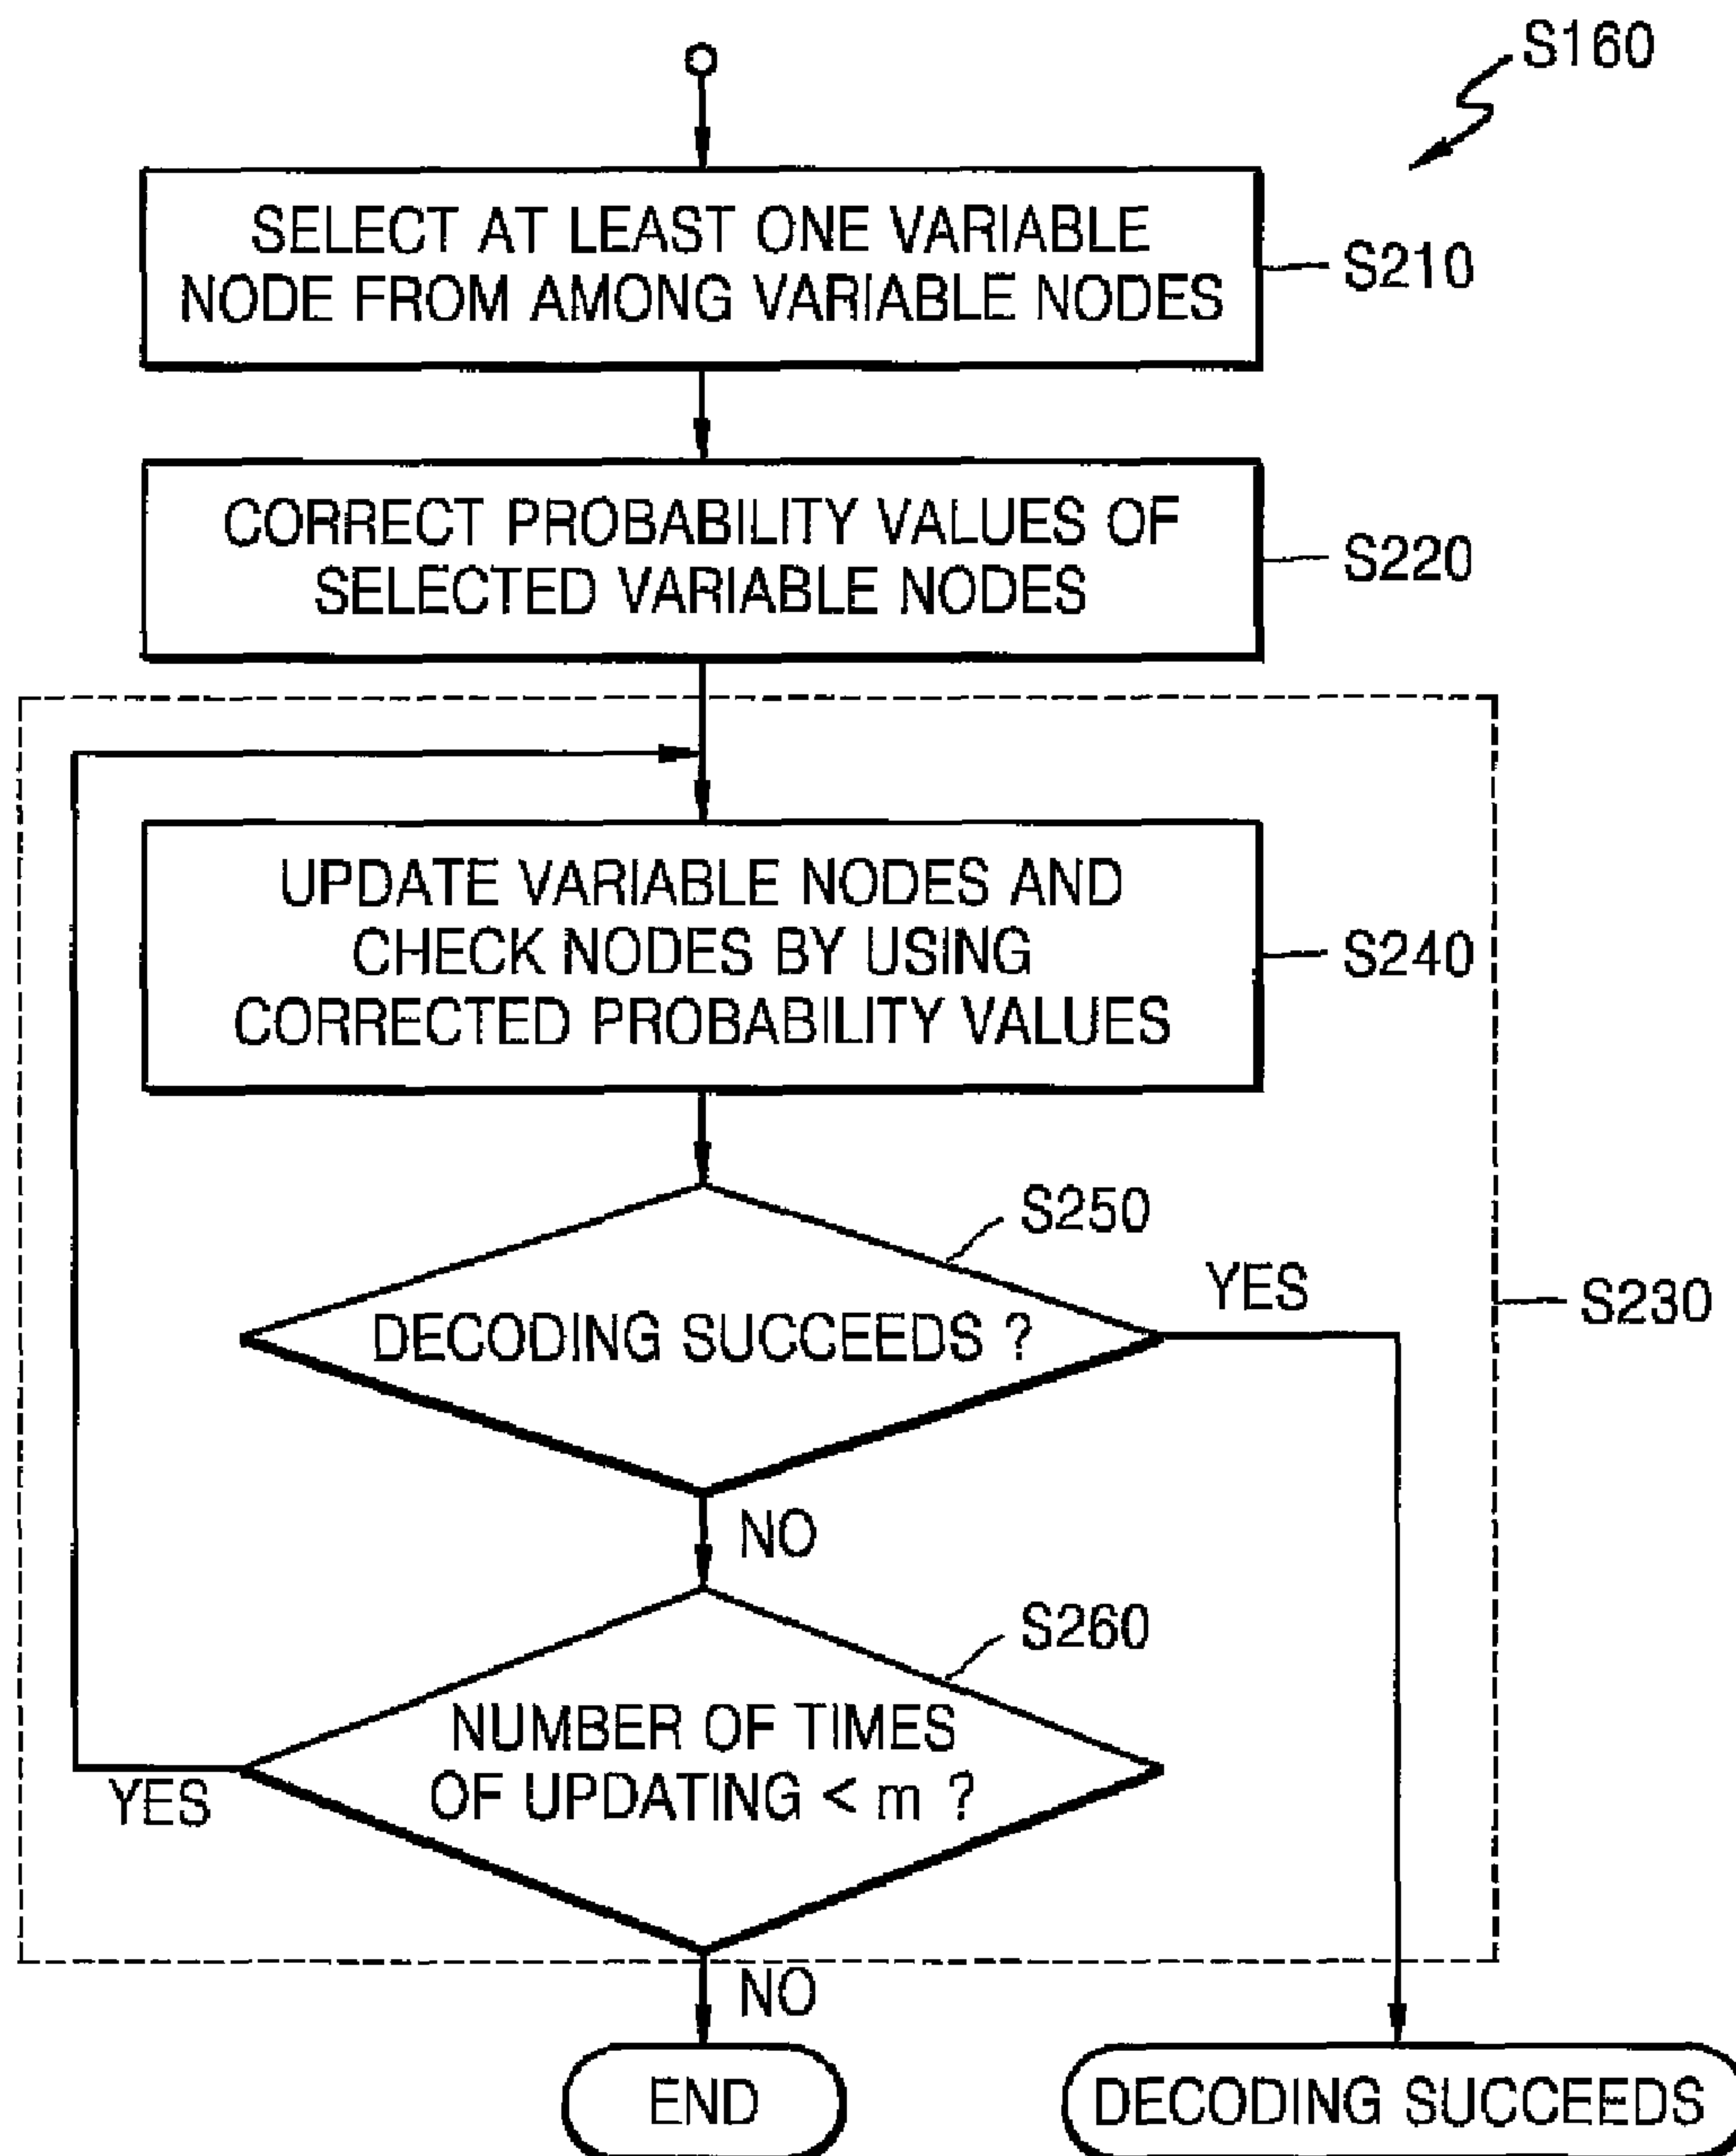 S160
SELECT AT LEAST ONE VARIABLE
NODE FROM AMONG VARIABLE NODES
S210
CORRECT PROBABILITY VALUES OF
SELECTED VARIABLE NODES
S220
UPDATE VARIABLE NODES AND
CHECK NODES BY USING
CORRECTED PROBABILITY VALUES
S240
S250
DECODING SUCCEEDS ?
YES
S230
NO
S260
NUMBER OF TIMES
OF UPDATING < m ?
YES
NO
END
DECODING SUCCEEDS